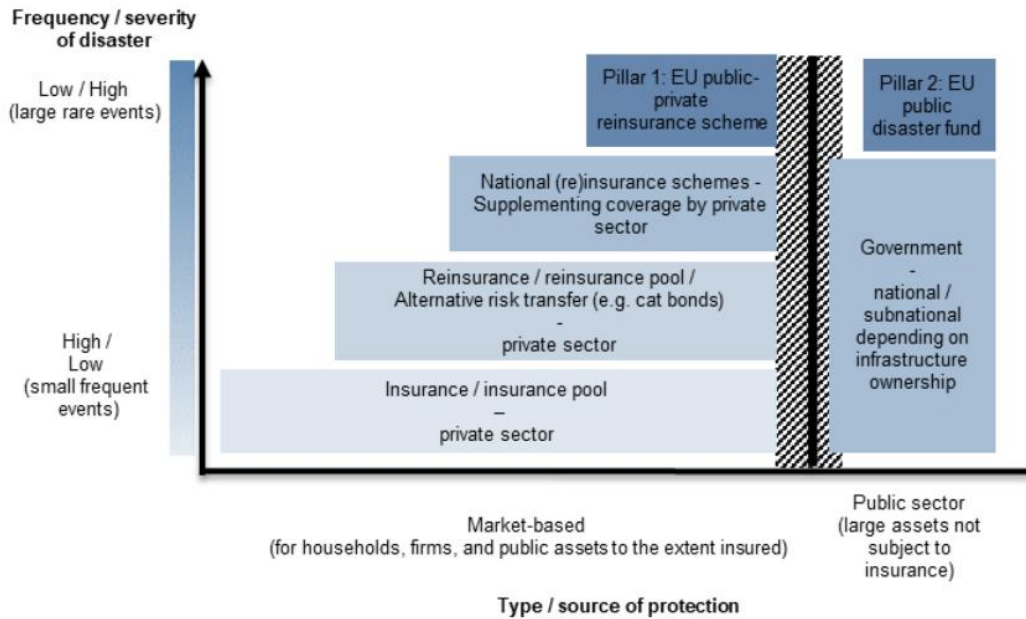 Frequency / severity
of disaster
Low / High
(large rare events)
Pillar 1: EU public-
private
reinsurance scheme
Pillar 2: EU
public
disaster fund
National (re)insurance schemes -
Supplementing coverage by private
sector
Reinsurance / reinsurance pool /
Alternative risk transfer (e.g. cat bonds)
-
private sector
Government
-
national /
subnational
depending on
infrastructure
ownership
High /
Low
(small frequent
events)
Insurance / insurance pool
–
private sector
Market-based
(for households, firms, and public assets to the extent insured)
Public sector
(large assets not
subject to
insurance)
Type / source of protection